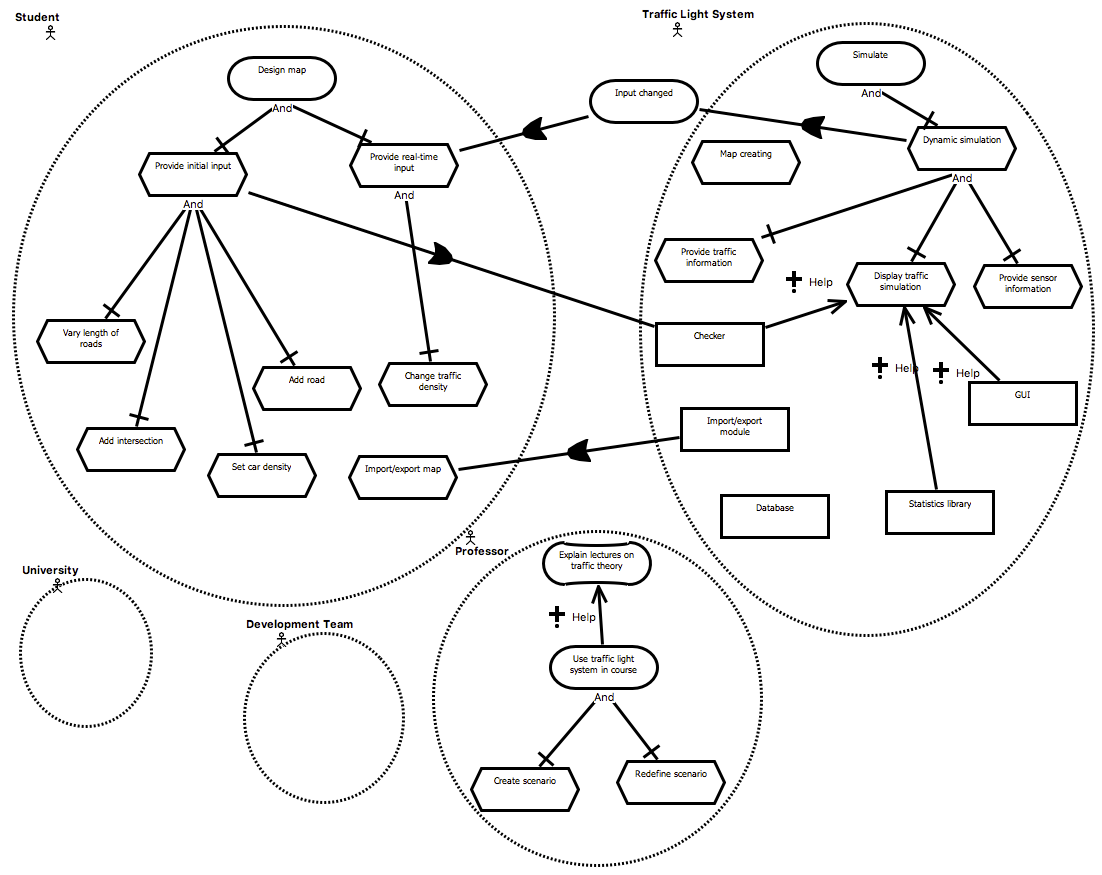 Student
Traffic Light System
Design map
And
Input changed
Simulate
And
Provide initial input
And
Provide real-time
input
And
Map creating
Dynamic simulation
And
Provide traffic
information
Help
Display traffic
simulation
Provide sensor
information
Vary length of
roads
Add road
Change traffic
density
Checker
Help
Help
GUI
Add intersection
Set car density
Import/export map
Import/export
module
Database
Statistics library
Professor
Explain lectures on
traffic theory
Help
Use traffic light
system in course
And
Create scenario
Redefine scenario
University
Development Team